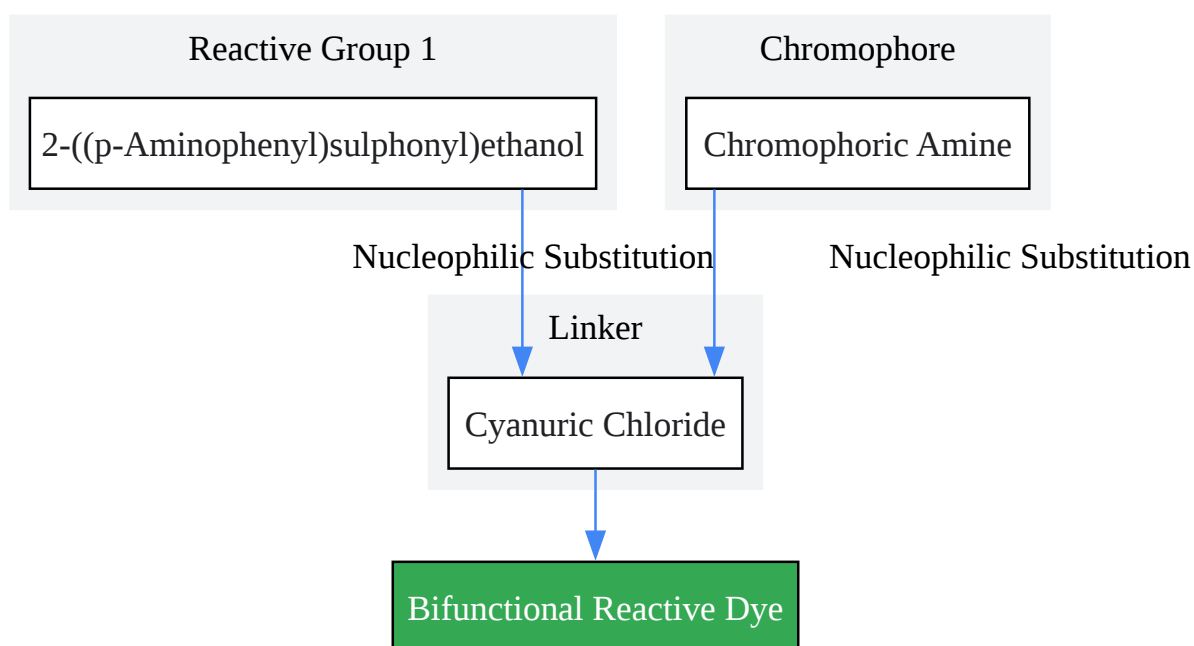 Reactive Group 1
Chromophore
2-((p-Aminophenyl)sulphonyl)ethanol
Chromophoric Amine
Nucleophilic Substitution
Nucleophilic Substitution
Linker
Cyanuric Chloride
Bifunctional Reactive Dye